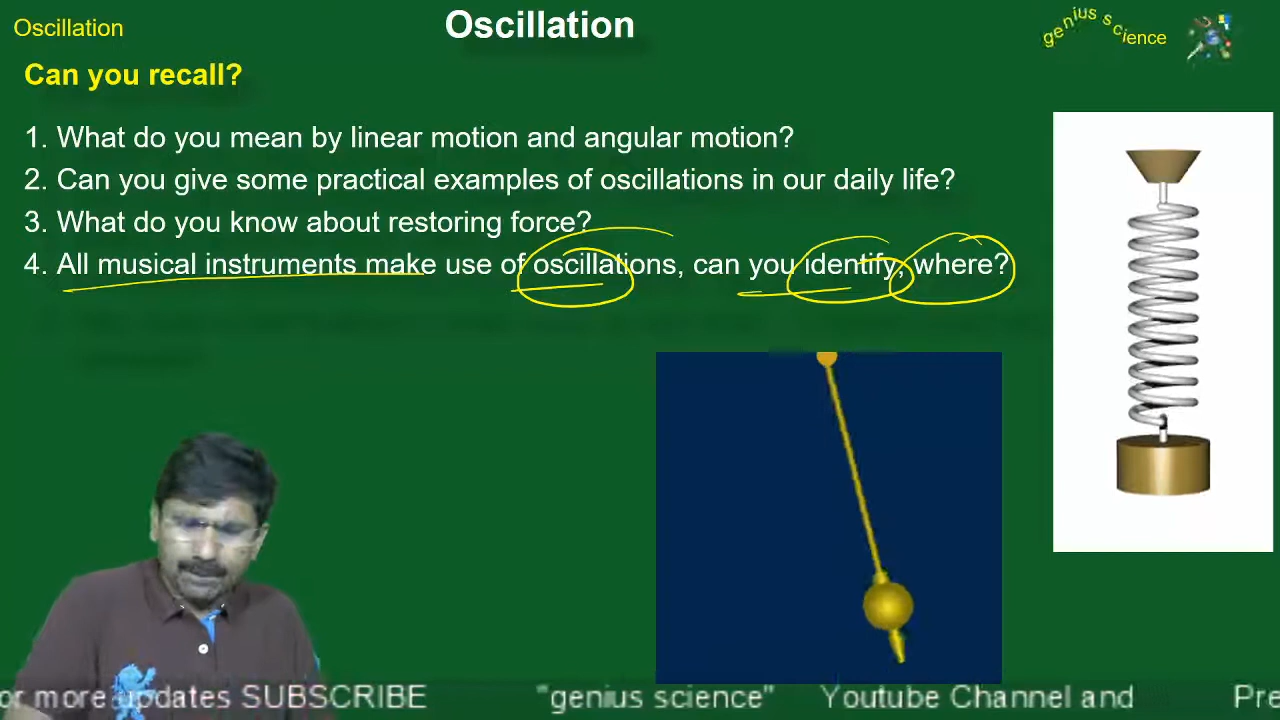 Oscillation
Oscillation
genius science
Can you recall?
1. What do you mean by linear motion and angular motion?
2. Can you give some practical examples of oscillations in our daily life?
3. What do you know about restoring force?
4. All musical instruments make use of oscillations, can you identify, where?
or more updates SUBSCRIBE "genius science" Youtube Channel and Pre